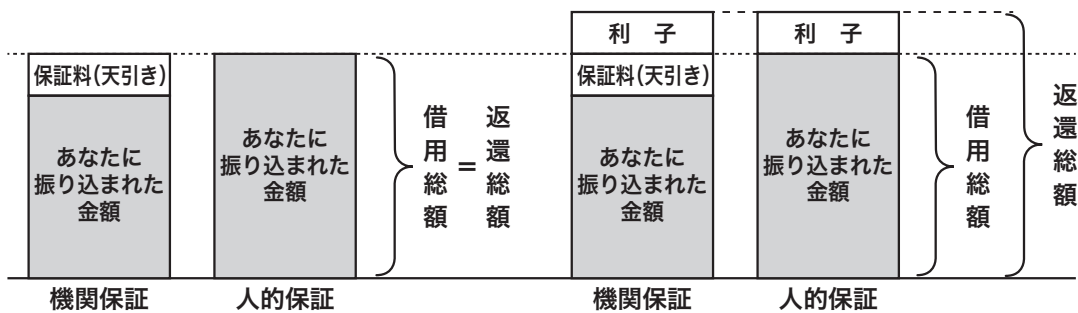 保証料(天引き)
あなたに
振り込まれた
金額
機関保証
あなたに
振り込まれた
金額
人的保証
借用総額
=
返還総額
利　子
保証料(天引き)
あなたに
振り込まれた
金額
機関保証
利　子
あなたに
振り込まれた
金額
人的保証
借用総額
返還総額